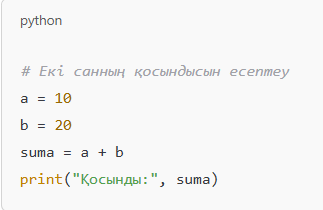 python
# Екі санның қосындысын есептеу
a = 10
b = 20
suma = a + b
print("Қосынды:", suma)